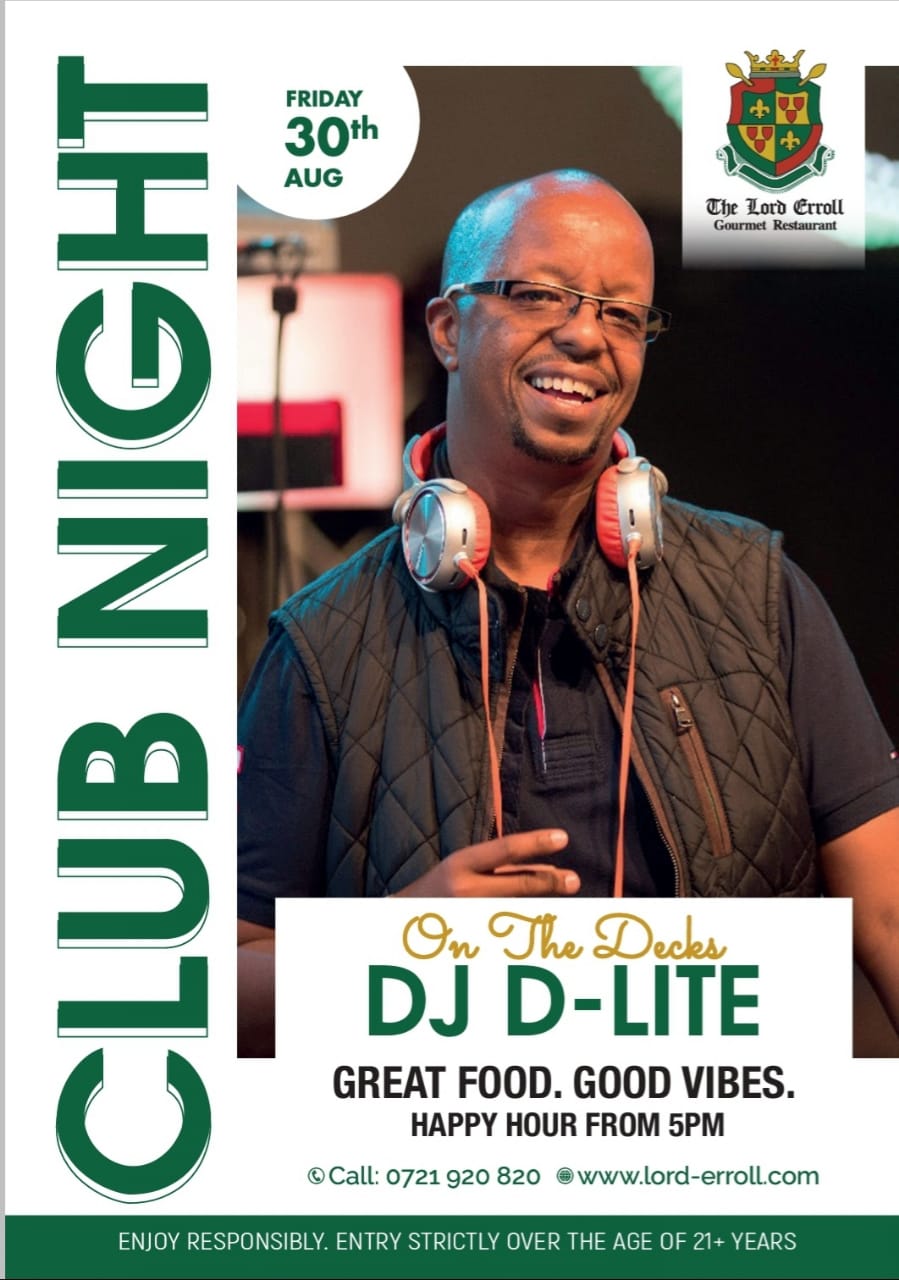 CLUB NIGHT
FRIDAY
30th
AUG
The Lord Erroll
Gourmet Restaurant
On The Decks
DJ D-LITE
GREAT FOOD. GOOD VIBES.
HAPPY HOUR FROM 5PM
Call: 0721 920 820 www.lord-erroll.com
ENJOY RESPONSIBLY. ENTRY STRICTLY OVER THE AGE OF 21+ YEARS